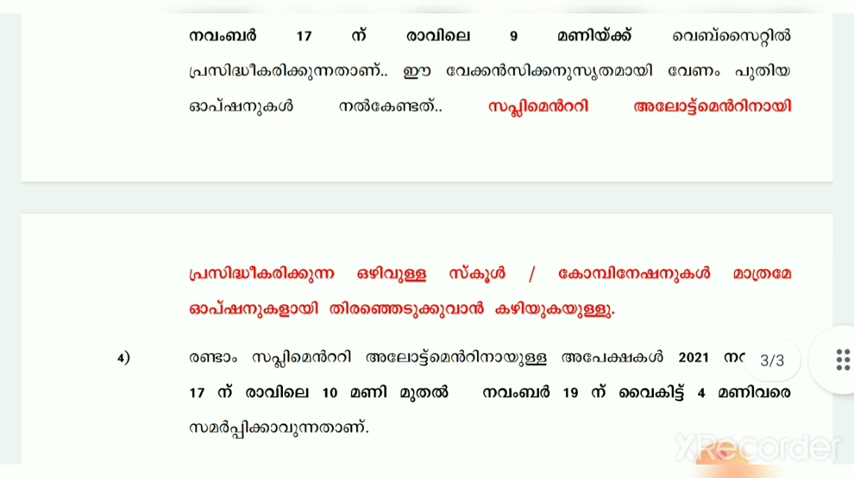 നവംബർ 17 ന് രാവിലെ 9 മണിയ്ക്ക് വെബ്സൈറ്റിൽ
പ്രസിദ്ധീകരിക്കുന്നതാണ്.. ഈ വേക്കൻസിക്കനുസൃതമായി വേണം പുതിയ
ഓപ്ഷനുകൾ നൽകേണ്ടത്.. സപ്ലിമെൻററി അലോട്ട്മെൻറിനായി
പ്രസിദ്ധീകരിക്കുന്ന ഒഴിവുള്ള സ്കൂൾ / കോമ്പിനേഷനുകൾ മാത്രമേ
ഓപ്ഷനുകളായി തിരഞ്ഞെടുക്കുവാൻ കഴിയുകയുള്ളു.
4) രണ്ടാം സപ്ലിമെൻററി അലോട്ട്മെൻറിനായുള്ള അപേക്ഷകൾ 2021 3/3
17 ന് രാവിലെ 10 മണി മുതൽ നവംബർ 19 ന് വൈകിട്ട് 4 മണിവരെ
സമർപ്പിക്കാവുന്നതാണ്.
XRecorder